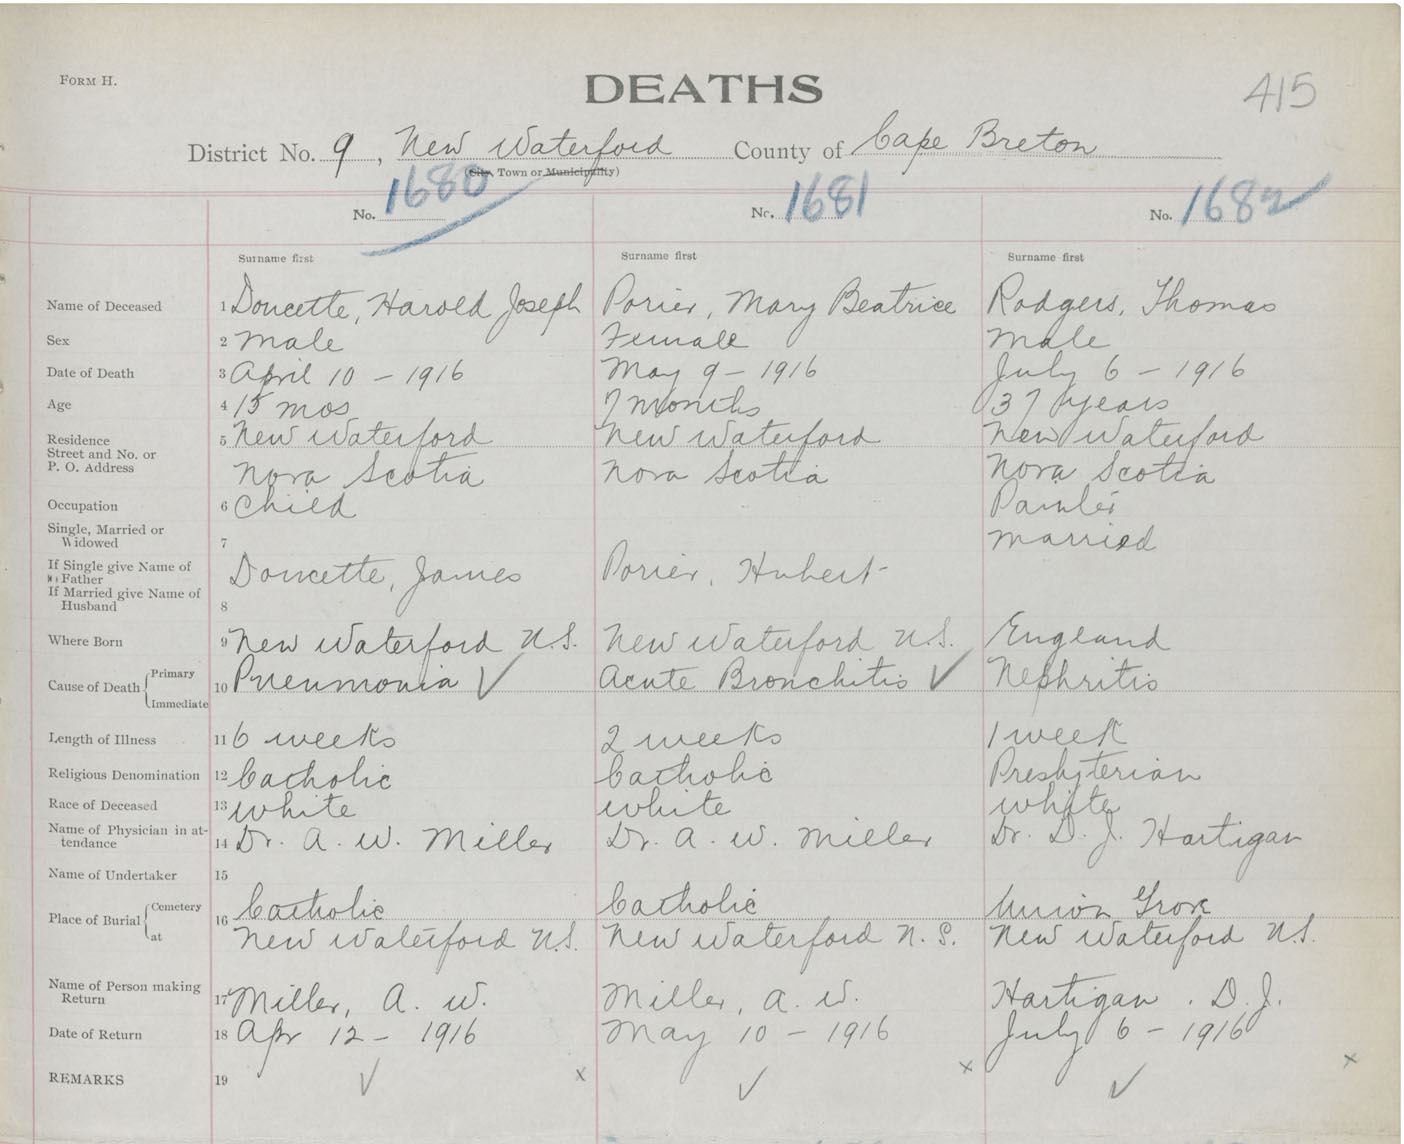 FORM H.
DEATHS
415
District No. 9, New Waterford County of Cape Breton
(City, Town or Municipality)
No. 1680 No. 1681 No. 1682
Surname first Surname first Surname first
Name of Deceased 1 Doucette, Harold Joseph Porier, Mary Beatrice Rodgers, Thomas
Sex 2 male Female male
Date of Death 3 April 10 - 1916 May 9 - 1916 July 6 - 1916
Age 4 15 mos 7 months 37 years
Residence 5 New Waterford New Waterford New Waterford
Street and No. or
P. O. Address Nova Scotia Nova Scotia Nova Scotia
Occupation 6 Child
Single, Married or
Widowed 7 married
If Single give Name of
Father Doucette, James Porier, Hubert
If Married give Name of
Husband 8
Where Born 9 New Waterford N.S. New Waterford N.S. England
Cause of Death Primary 10 Pneumonia ✓ Acute Bronchitis ✓ Nephritis
Immediate
Length of Illness 11 6 weeks 2 weeks 1 week
Religious Denomination 12 Catholic Catholic Presbyterian
Race of Deceased 13 white white white
Name of Physician in at-
tendance 14 Dr. A. W. Miller Dr. A. W. Miller Dr. D. J. Hartigan
Name of Undertaker 15
Place of Burial Cemetery 16 Catholic Catholic Union Grove
at New Waterford N.S. New Waterford N.S. New Waterford N.S.
Name of Person making
Return 17 Miller, A. W. Miller, A. W. Hartigan. D. J.
Date of Return 18 Apr 12 - 1916 May 10 - 1916 July 6 - 1916
REMARKS 19 ✓ x ✓ x ✓ x